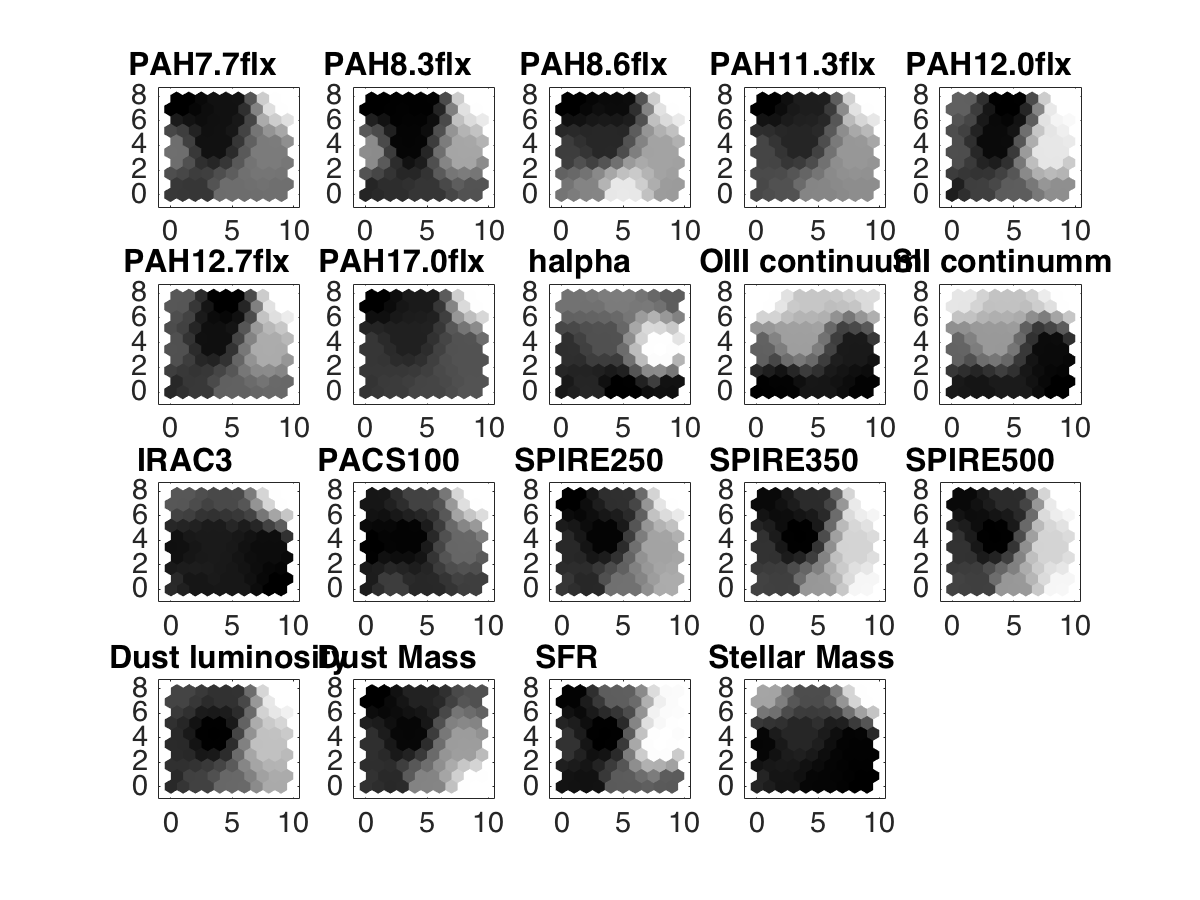 PAH7.7flx PAH8.3flx PAH8.6flx PAH11.3flx PAH12.0flx
8 8 8 8 8
6 6 6 6 6
4 4 4 4 4
2 2 2 2 2
0 0 0 0 0
0 5 10 0 5 10 0 5 10 0 5 10 0 5 10
PAH12.7flx PAH17.0flx halpha OIII continuum SII continumm
8 8 8 8 8
6 6 6 6 6
4 4 4 4 4
2 2 2 2 2
0 0 0 0 0
0 5 10 0 5 10 0 5 10 0 5 10 0 5 10
IRAC3 PACS100 SPIRE250 SPIRE350 SPIRE500
8 8 8 8 8
6 6 6 6 6
4 4 4 4 4
2 2 2 2 2
0 0 0 0 0
0 5 10 0 5 10 0 5 10 0 5 10 0 5 10
Dust luminosity Dust Mass SFR Stellar Mass
8 8 8 8
6 6 6 6
4 4 4 4
2 2 2 2
0 0 0 0
0 5 10 0 5 10 0 5 10 0 5 10